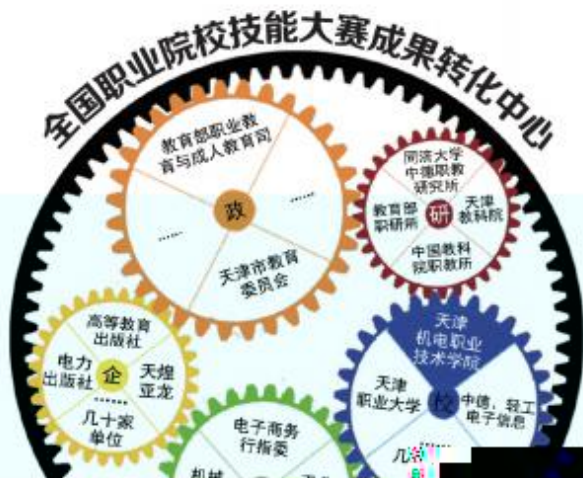 全国职业院校技能大赛成果转化中心
教育部职业教
育与成人教育司
......
政
......
天津市教育
委员会
同济大学
中德职教
研究所
教育部
职研所
研
天津
教科院
中国教科
院职教所
高等教育
出版社
电力
出版社
企
天煌
亚龙
......
几十家
单位
天津
机电职业
技术学院
天津
职业大学
校
中德，轻工
电子信息
......
电子商务
行指委
机械